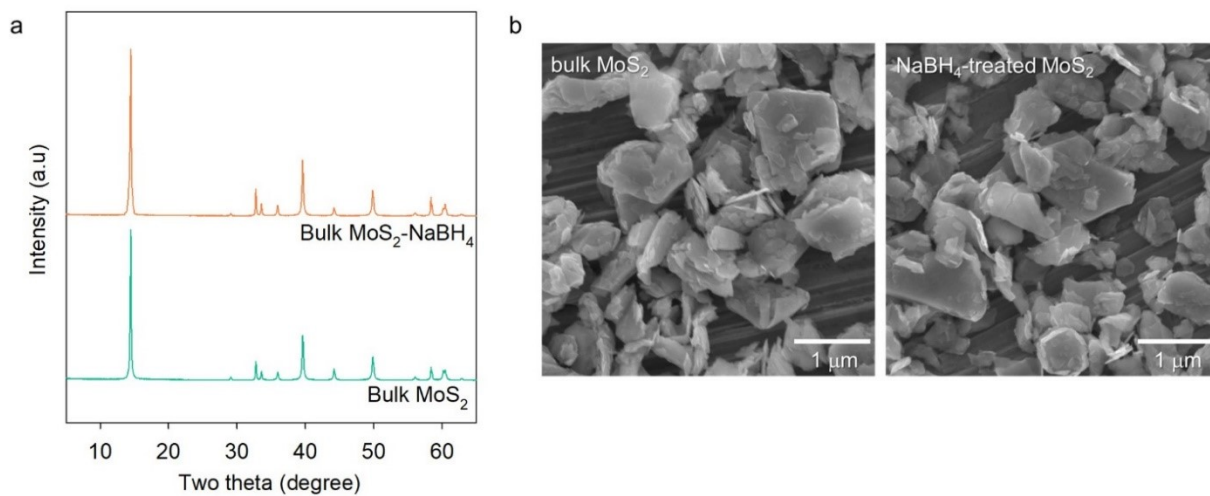 a
Intensity (a.u)
Bulk MoS₂-NaBH₄
Bulk MoS₂
10 20 30 40 50 60
Two theta (degree)
b
bulk MoS₂
1 μm
NaBH₄-treated MoS₂
1 μm